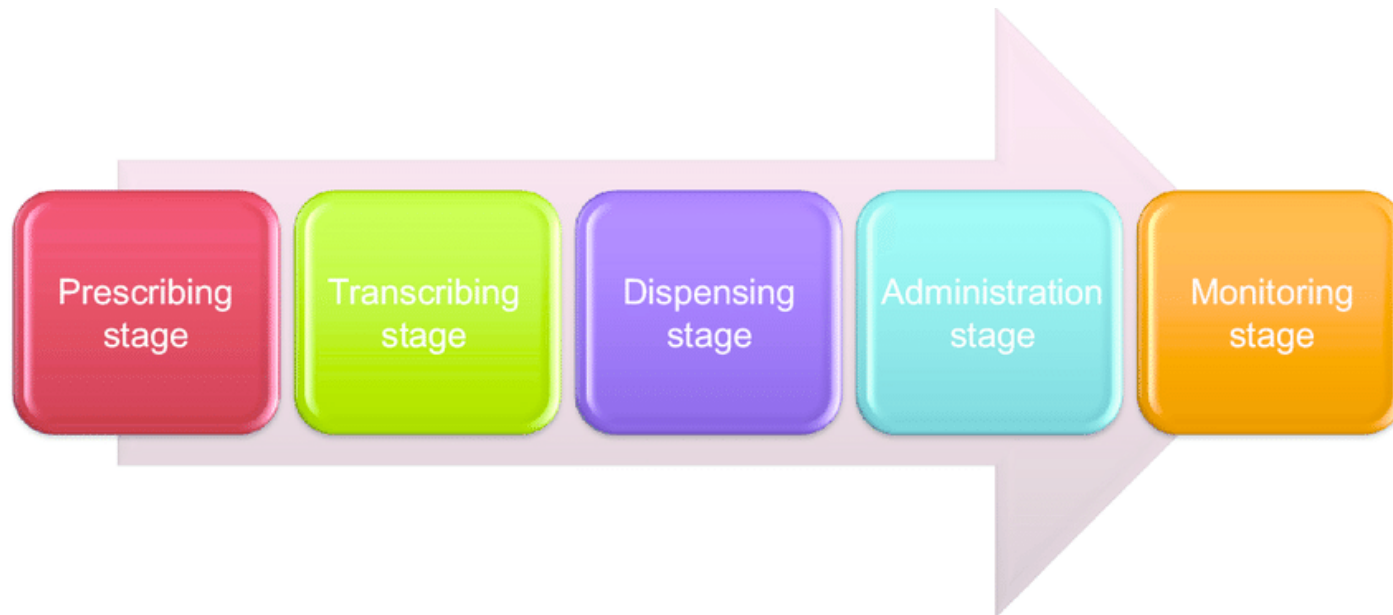 Prescribing
stage
Transcribing
stage
Dispensing
stage
Administration
stage
Monitoring
stage